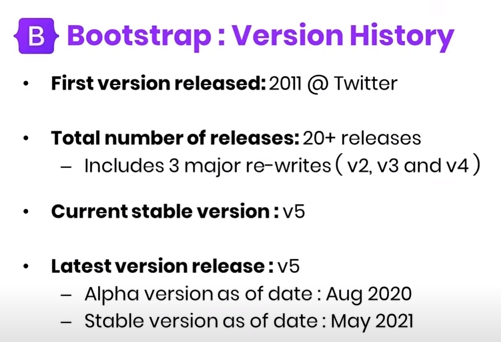 B Bootstrap : Version History
• First version released: 2011 @ Twitter
• Total number of releases: 20+ releases
– Includes 3 major re-writes ( v2, v3 and v4 )
• Current stable version : v5
• Latest version release : v5
– Alpha version as of date : Aug 2020
– Stable version as of date : May 2021